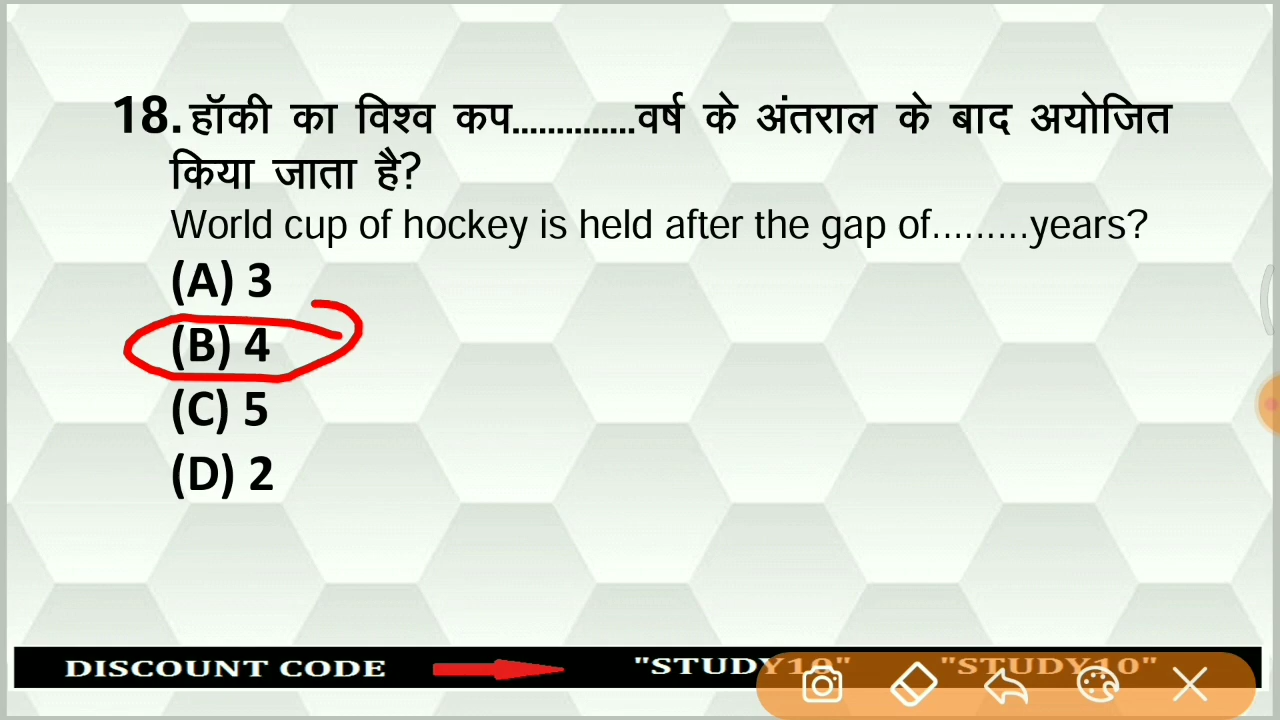 18. हॉकी का विश्व कप..............वर्ष के अंतराल के बाद अयोजित
किया जाता है?
World cup of hockey is held after the gap of.........years?
(A) 3
(B) 4
(C) 5
(D) 2
DISCOUNT CODE "STUDY10" "STUDY10"